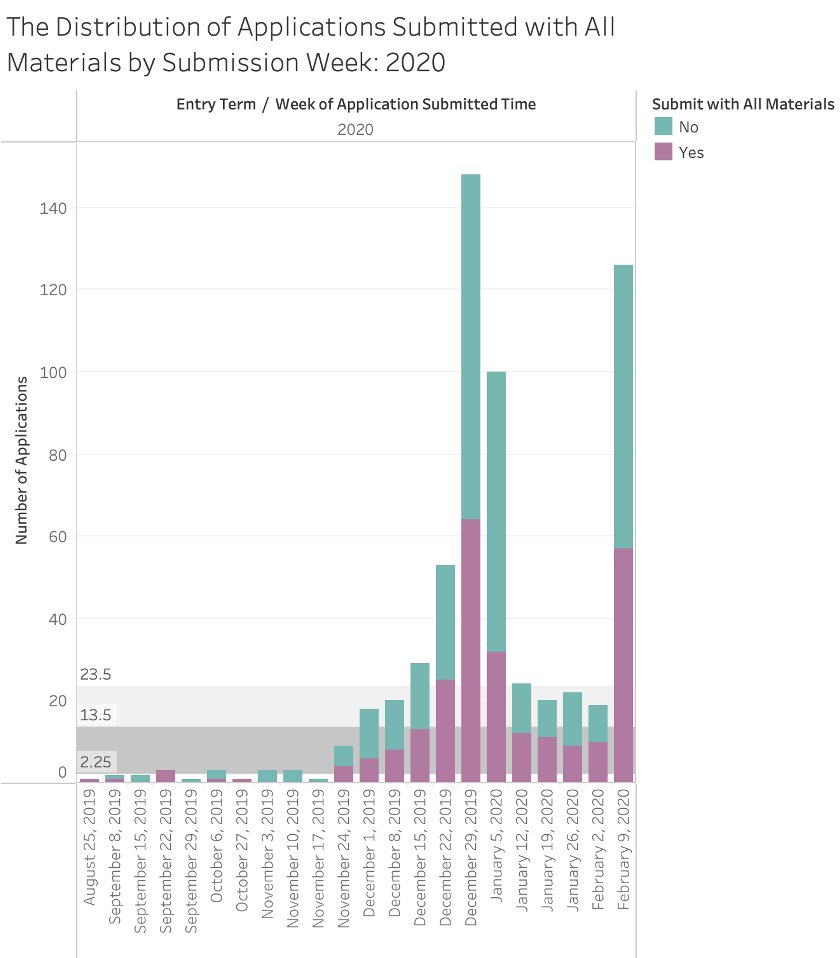 The Distribution of Applications Submitted with All
Materials by Submission Week: 2020
Entry Term / Week of Application Submitted Time
2020
Submit with All Materials
No
Yes
Number of Applications
140
120
100
80
60
40
20
0
23.5
13.5
2.25
August 25, 2019
September 8, 2019
September 15, 2019
September 22, 2019
September 29, 2019
October 6, 2019
October 27, 2019
November 3, 2019
November 10, 2019
November 17, 2019
November 24, 2019
December 1, 2019
December 8, 2019
December 15, 2019
December 22, 2019
December 29, 2019
January 5, 2020
January 12, 2020
January 19, 2020
January 26, 2020
February 2, 2020
February 9, 2020